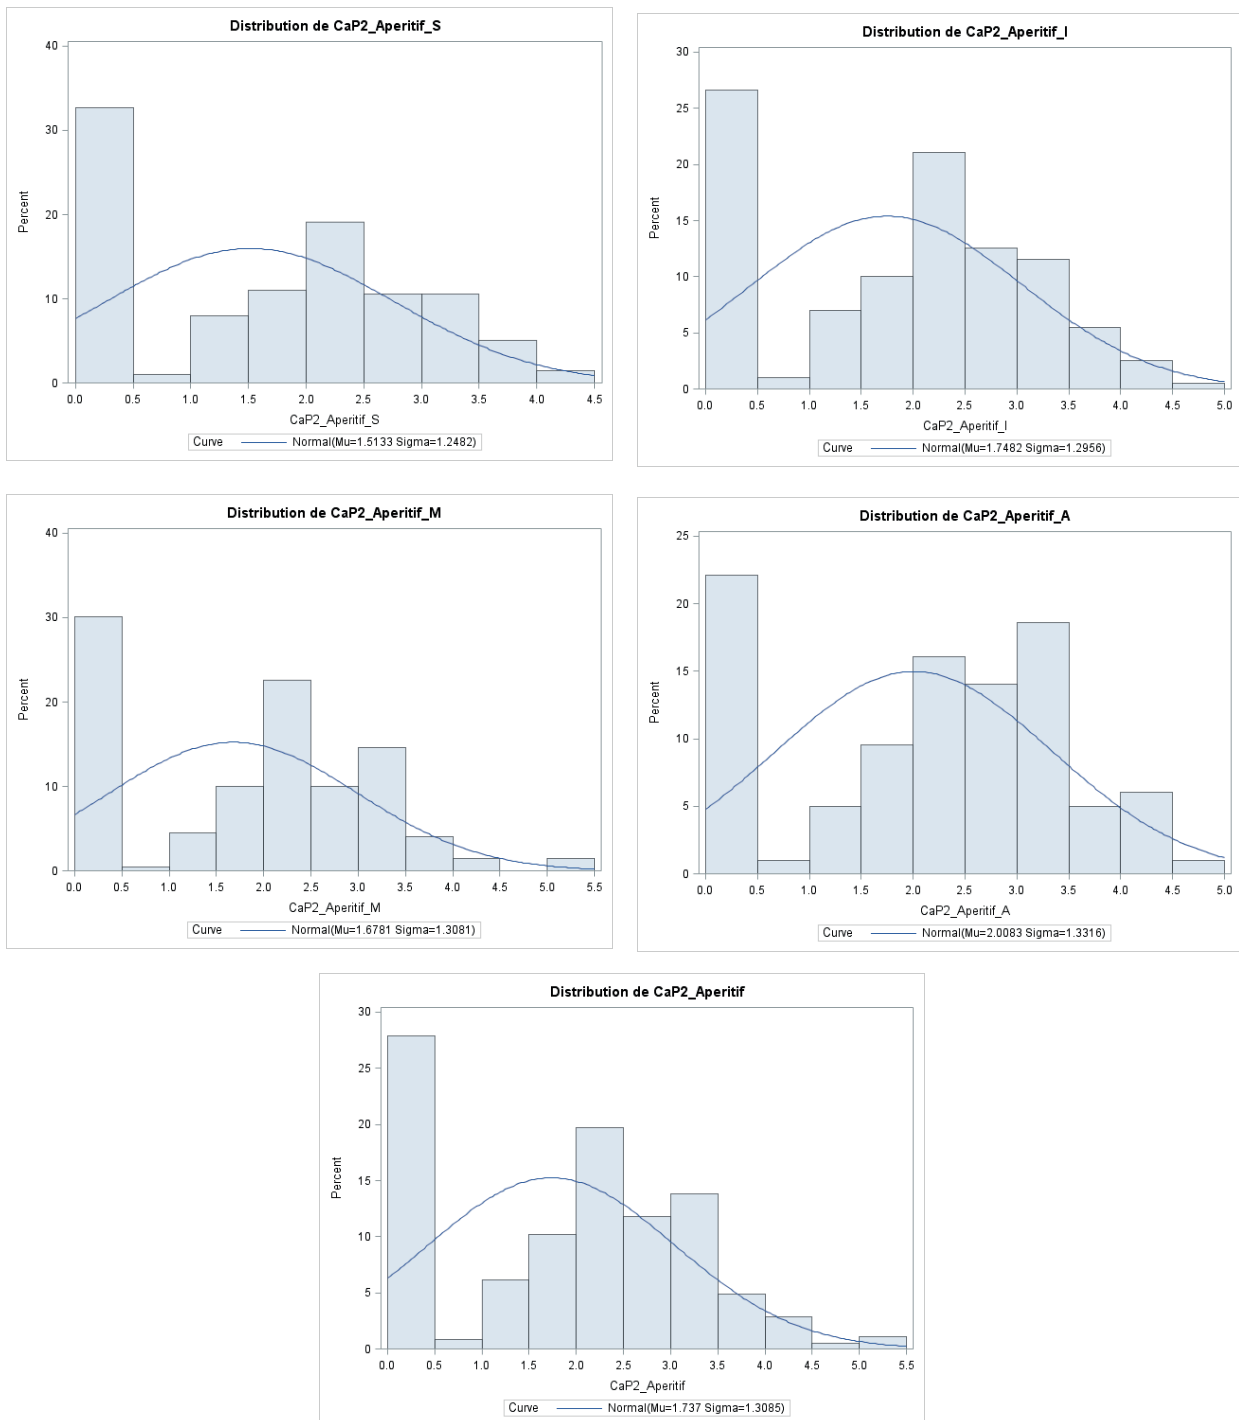 Distribution de CaP2_Aperitif_S
40
30
20
10
0
Percent
0.0 0.5 1.0 1.5 2.0 2.5 3.0 3.5 4.0 4.5
CaP2_Aperitif_S
Curve Normal(Mu=1.5133 Sigma=1.2482)
Distribution de CaP2_Aperitif_I
30
25
20
15
10
5
0
Percent
0.0 0.5 1.0 1.5 2.0 2.5 3.0 3.5 4.0 4.5 5.0
CaP2_Aperitif_I
Curve Normal(Mu=1.7482 Sigma=1.2956)
Distribution de CaP2_Aperitif_M
40
30
20
10
0
Percent
0.0 0.5 1.0 1.5 2.0 2.5 3.0 3.5 4.0 4.5 5.0 5.5
CaP2_Aperitif_M
Curve Normal(Mu=1.6781 Sigma=1.3081)
Distribution de CaP2_Aperitif_A
25
20
15
10
5
0
Percent
0.0 0.5 1.0 1.5 2.0 2.5 3.0 3.5 4.0 4.5 5.0
CaP2_Aperitif_A
Curve Normal(Mu=2.0083 Sigma=1.3316)
Distribution de CaP2_Aperitif
30
25
20
15
10
5
0
Percent
0.0 0.5 1.0 1.5 2.0 2.5 3.0 3.5 4.0 4.5 5.0 5.5
CaP2_Aperitif
Curve Normal(Mu=1.737 Sigma=1.3085)